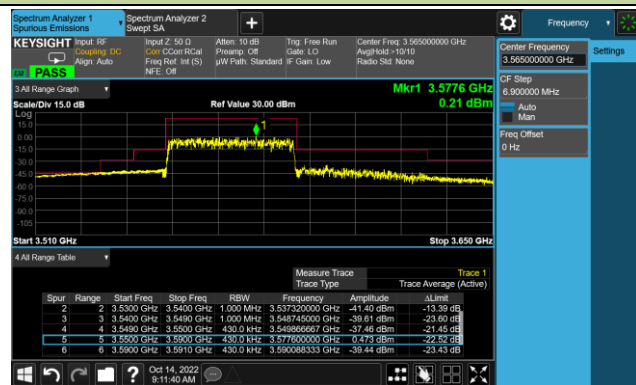 Spectrum Analyzer 1
Spurious Emissions
Spectrum Analyzer 2
Swept SA
Frequency
KEYSIGHT
Input: RF
Coupling: DC
Align: Auto
Input Z: 50 Ω
Corr CCorr RCal
Freq Ref: Int (S)
NFE: Off
Atten: 10 dB
Preamp: Off
µW Path: Standard
Trig: Free Run
Gate: LO
IF Gain: Low
Center Freq: 3.565000000 GHz
Avg|Hold:>10/10
Radio Std: None
PASS
Center Frequency
3.565000000 GHz
Settings
CF Step
6.900000 MHz
Auto
Man
Freq Offset
0 Hz
3 All Range Graph
Mkr1 3.5776 GHz
Scale/Div 15.0 dB
Ref Value 30.00 dBm
0.21 dBm
Log
15.0
0.00
-15.0
-30.0
-45.0
-60.0
-75.0
-90.0
-105
1
Start 3.510 GHz
Stop 3.650 GHz
4 All Range Table
Measure Trace Trace 1
Trace Type Trace Average (Active)
Spur Range Start Freq Stop Freq RBW Frequency Amplitude ΔLimit
2 2 3.5300 GHz 3.5400 GHz 1.000 MHz 3.537320000 GHz -41.40 dBm -13.39 dB
3 3 3.5400 GHz 3.5490 GHz 1.000 MHz 3.548745000 GHz -39.61 dBm -23.60 dB
4 4 3.5490 GHz 3.5500 GHz 430.0 kHz 3.549866667 GHz -37.46 dBm -21.45 dB
5 5 3.5500 GHz 3.5900 GHz 430.0 kHz 3.577600000 GHz 0.473 dBm -22.52 dB
6 6 3.5900 GHz 3.5910 GHz 430.0 kHz 3.590088333 GHz -39.44 dBm -23.43 dB
Oct 14, 2022
9:11:40 AM